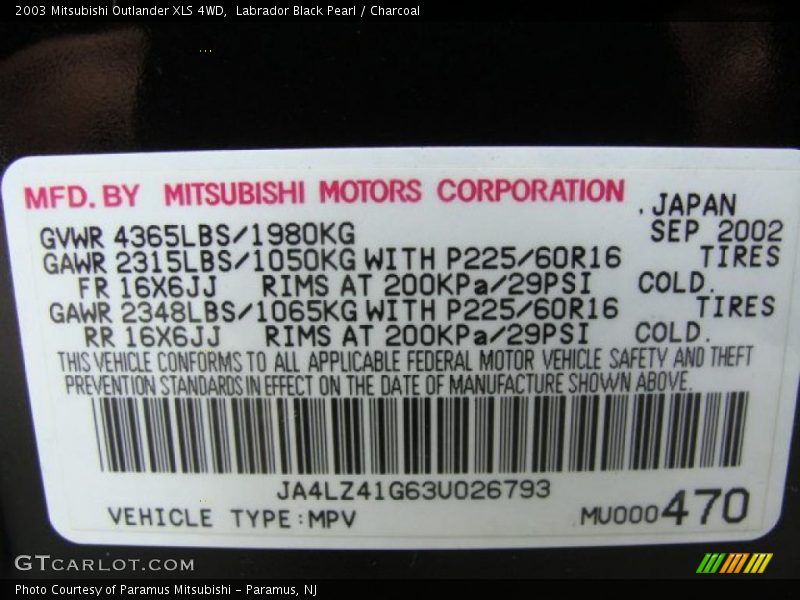 2003 Mitsubishi Outlander XLS 4WD,  Labrador Black Pearl / Charcoal
MFD. BY MITSUBISHI MOTORS CORPORATION . JAPAN
GVWR 4365LBS/1980KG SEP 2002
GAWR 2315LBS/1050KG WITH P225/60R16 TIRES
FR 16X6JJ RIMS AT 200KPa/29PSI COLD.
GAWR 2348LBS/1065KG WITH P225/60R16 TIRES
RR 16X6JJ RIMS AT 200KPa/29PSI COLD.
THIS VEHICLE CONFORMS TO ALL APPLICABLE FEDERAL MOTOR VEHICLE SAFETY AND THEFT
PREVENTION STANDARDS IN EFFECT ON THE DATE OF MANUFACTURE SHOWN ABOVE.
JA4LZ41G63U026793
VEHICLE TYPE:MPV MU000470
GTCARLOT.COM
Photo Courtesy of Paramus Mitsubishi - Paramus, NJ